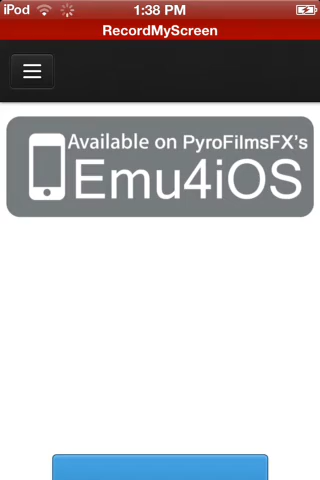 iPod 1:38 PM
RecordMyScreen
Available on PyroFilmsFX's
Emu4iOS